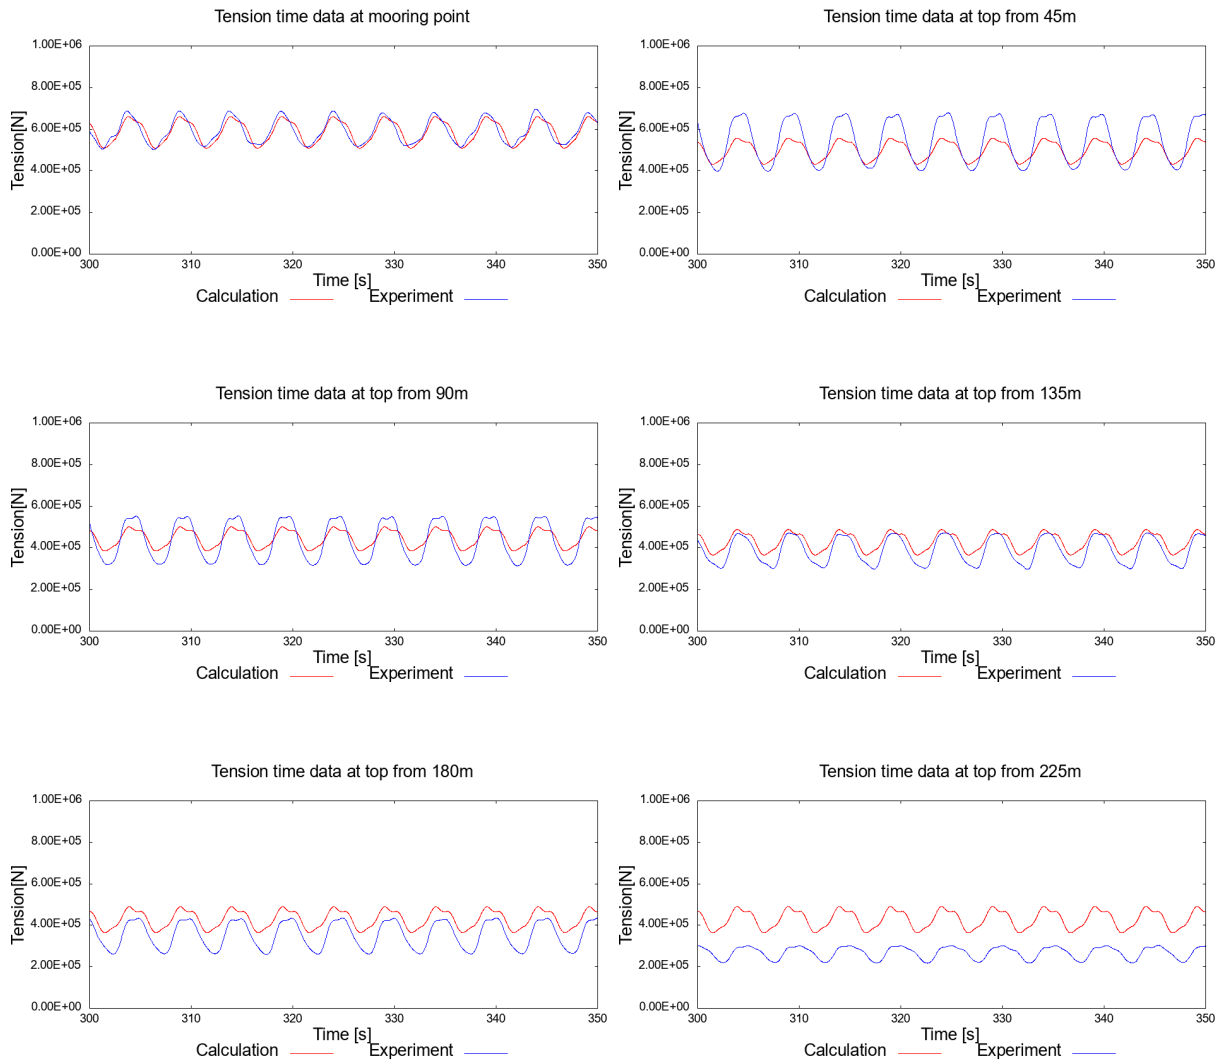 Tension time data at mooring point
1.00E+06
8.00E+05
6.00E+05
4.00E+05
2.00E+05
0.00E+00
Tension[N]
300 310 320 330 340 350
Time [s]
Calculation Experiment
Tension time data at top from 45m
1.00E+06
8.00E+05
6.00E+05
4.00E+05
2.00E+05
0.00E+00
Tension[N]
300 310 320 330 340 350
Time [s]
Calculation Experiment
Tension time data at top from 90m
1.00E+06
8.00E+05
6.00E+05
4.00E+05
2.00E+05
0.00E+00
Tension[N]
300 310 320 330 340 350
Time [s]
Calculation Experiment
Tension time data at top from 135m
1.00E+06
8.00E+05
6.00E+05
4.00E+05
2.00E+05
0.00E+00
Tension[N]
300 310 320 330 340 350
Time [s]
Calculation Experiment
Tension time data at top from 180m
1.00E+06
8.00E+05
6.00E+05
4.00E+05
2.00E+05
0.00E+00
Tension[N]
300 310 320 330 340 350
Time [s]
Calculation Experiment
Tension time data at top from 225m
1.00E+06
8.00E+05
6.00E+05
4.00E+05
2.00E+05
0.00E+00
Tension[N]
300 310 320 330 340 350
Time [s]
Calculation Experiment